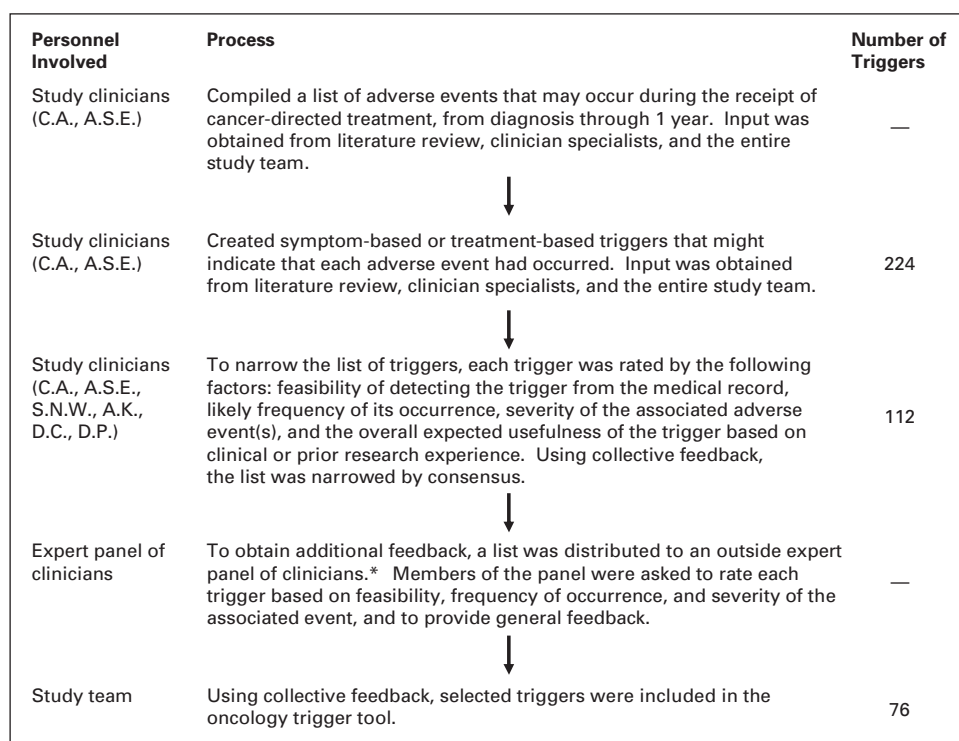 Personnel Involved
Process
Number of Triggers
Study clinicians
(C.A., A.S.E.)
Compiled a list of adverse events that may occur during the receipt of
cancer-directed treatment, from diagnosis through 1 year. Input was
obtained from literature review, clinician specialists, and the entire
study team.
—
Study clinicians
(C.A., A.S.E.)
Created symptom-based or treatment-based triggers that might
indicate that each adverse event had occurred. Input was obtained
from literature review, clinician specialists, and the entire study team.
224
Study clinicians
(C.A., A.S.E.,
S.N.W., A.K.,
D.C., D.P.)
To narrow the list of triggers, each trigger was rated by the following
factors: feasibility of detecting the trigger from the medical record,
likely frequency of its occurrence, severity of the associated adverse
event(s), and the overall expected usefulness of the trigger based on
clinical or prior research experience. Using collective feedback,
the list was narrowed by consensus.
112
Expert panel of
clinicians
To obtain additional feedback, a list was distributed to an outside expert
panel of clinicians.* Members of the panel were asked to rate each
trigger based on feasibility, frequency of occurrence, and severity of the
associated event, and to provide general feedback.
—
Study team
Using collective feedback, selected triggers were included in the
oncology trigger tool.
76